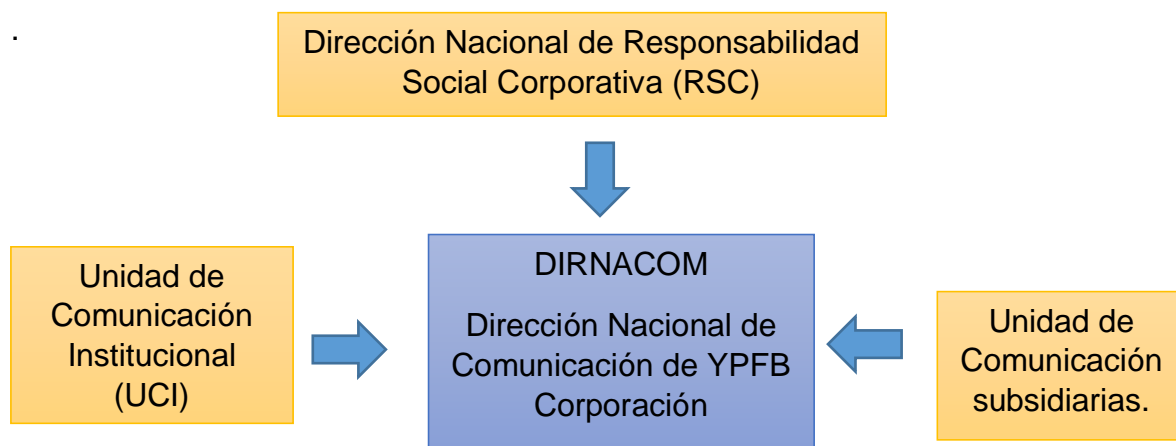 .
Dirección Nacional de Responsabilidad
Social Corporativa (RSC)
Unidad de
Comunicación
Institucional
(UCI)
DIRNACOM
Dirección Nacional de
Comunicación de YPFB
Corporación
Unidad de
Comunicación
subsidiarias.